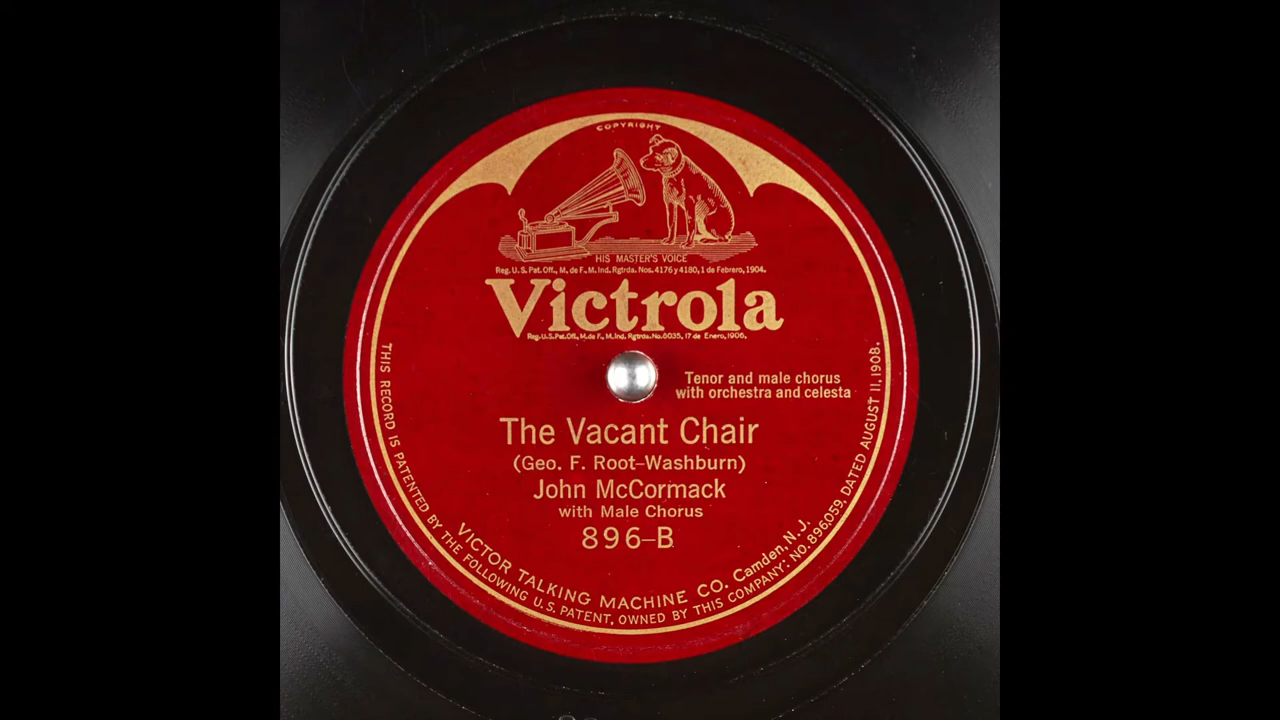 COPYRIGHT
HIS MASTER'S VOICE
Reg. U. S. Pat. Off., M. de F., M. Ind. Rgtrda. Nos. 4176 y 4180, 1 de Febrero, 1904.
Victrola
Reg. U.S. Pat. Off., M. de F., M. Ind. Rgtrda. No. 6035, 17 de Enero, 1906.
Tenor and male chorus
with orchestra and celesta
The Vacant Chair
(Geo. F. Root-Washburn)
John McCormack
with Male Chorus
896-B
VICTOR TALKING MACHINE CO. Camden, N.J.
THIS RECORD IS PATENTED BY THE FOLLOWING U.S. PATENT, OWNED BY THIS COMPANY: NO. 896,059, DATED AUGUST 11, 1908.